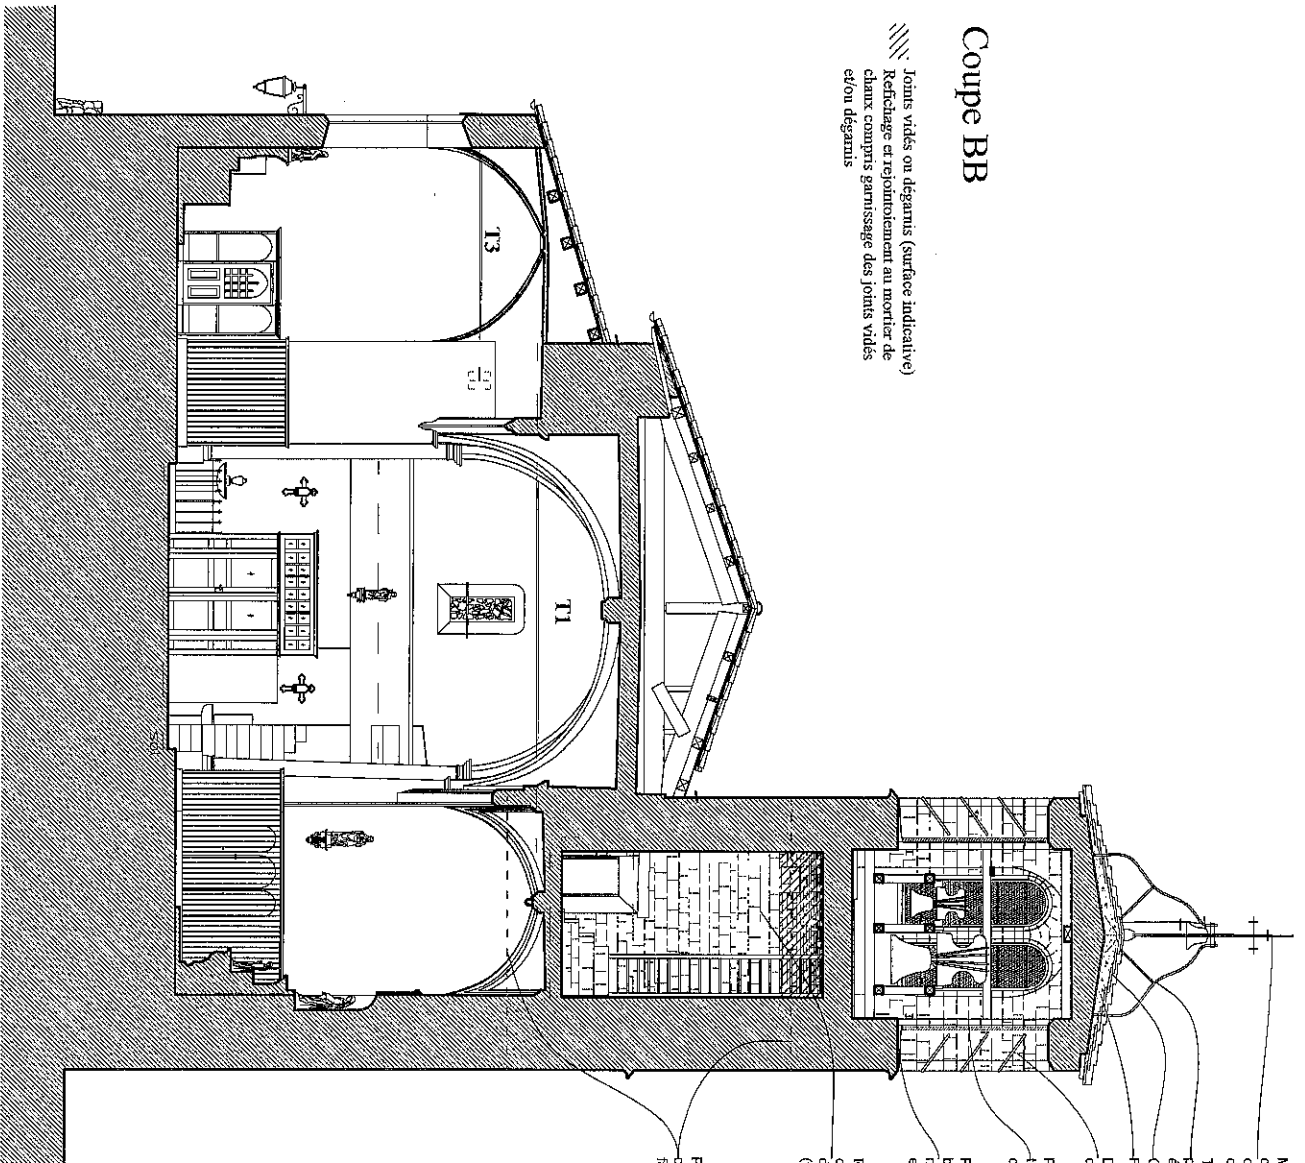 Coupe BB
Joints vidés ou dégarnis (surface indicative)
Refichage et rejointoiement au mortier de
chaux compris garnissage des joints vidés
et/ou dégarnis
T3
T1